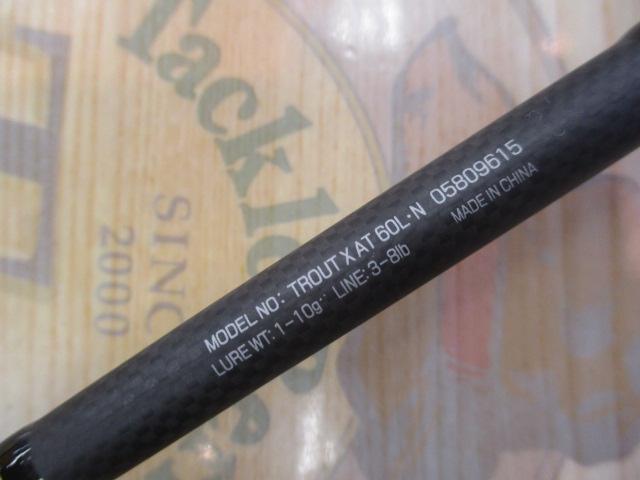 Tackle
SINC
2000
MODEL NO: TROUT X AT 60L・N 05809615
LURE WT: 1-10g LINE: 3-8lb MADE IN CHINA